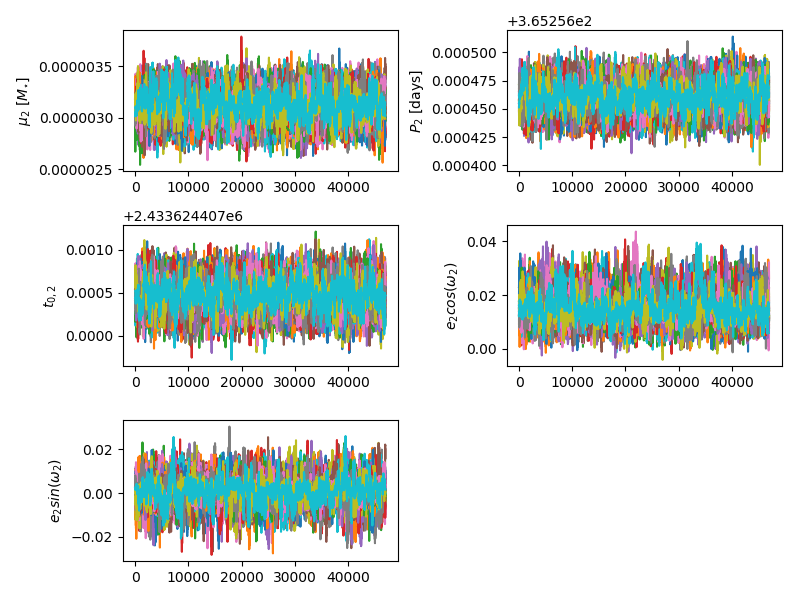 μ₂ [M⋆]
0.0000035
0.0000030
0.0000025
0 10000 20000 30000 40000
+3.65256e2
P₂ [days]
0.000500
0.000475
0.000450
0.000425
0.000400
0 10000 20000 30000 40000
+2.433624407e6
t₀,₂
0.0010
0.0005
0.0000
0 10000 20000 30000 40000
e₂cos(ω₂)
0.04
0.02
0.00
0 10000 20000 30000 40000
e₂sin(ω₂)
0.02
0.00
−0.02
0 10000 20000 30000 40000